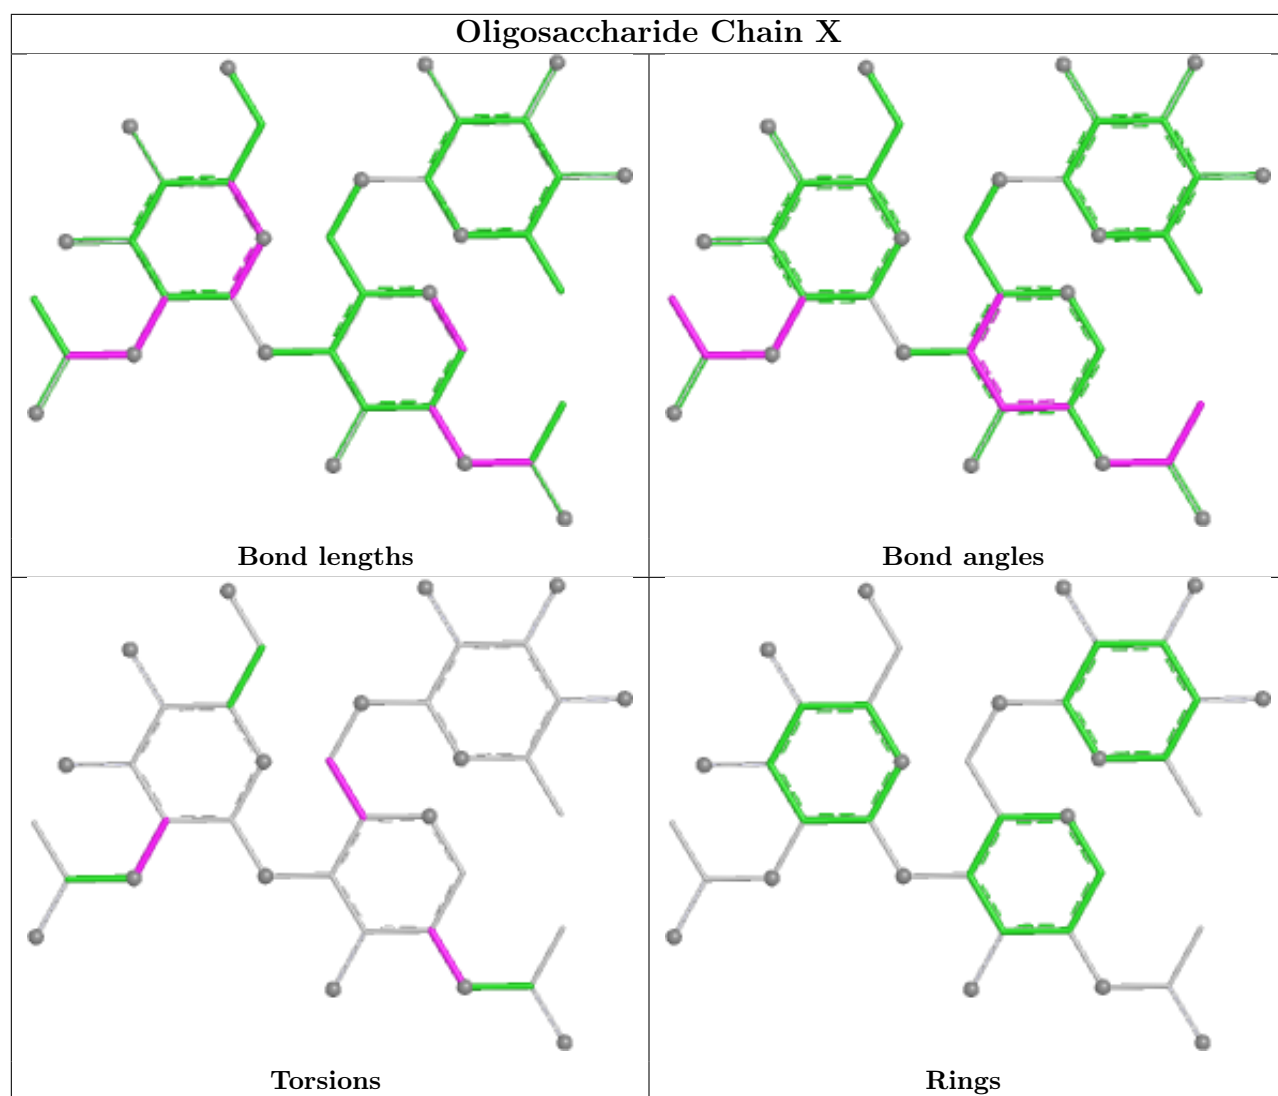 Oligosaccharide Chain X
Bond lengths
Bond angles
Torsions
Rings